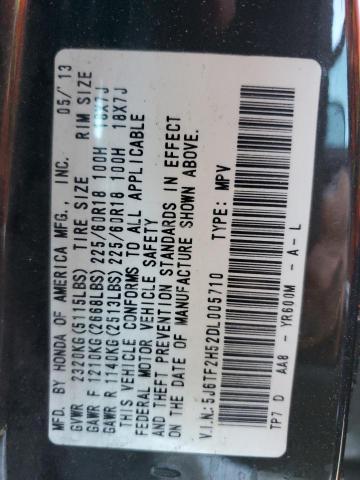 MFD. BY HONDA OF AMERICA MFG., INC. 05/'13
GVWR 2320KG(5115LBS) TIRE SIZE RIM SIZE
GAWR F 1210KG(2668LBS) 225/60R18 100H 18X7J
GAWR R 1140KG(2513LBS) 225/60R18 100H 18X7J
THIS VEHICLE CONFORMS TO ALL APPLICABLE
FEDERAL MOTOR VEHICLE SAFETY
AND THEFT PREVENTION STANDARDS IN EFFECT
ON THE DATE OF MANUFACTURE SHOWN ABOVE.
V.I.N.:5J6TF2H52DL005710 TYPE: MPV
TP7 D AA8 - YR600M - A - L